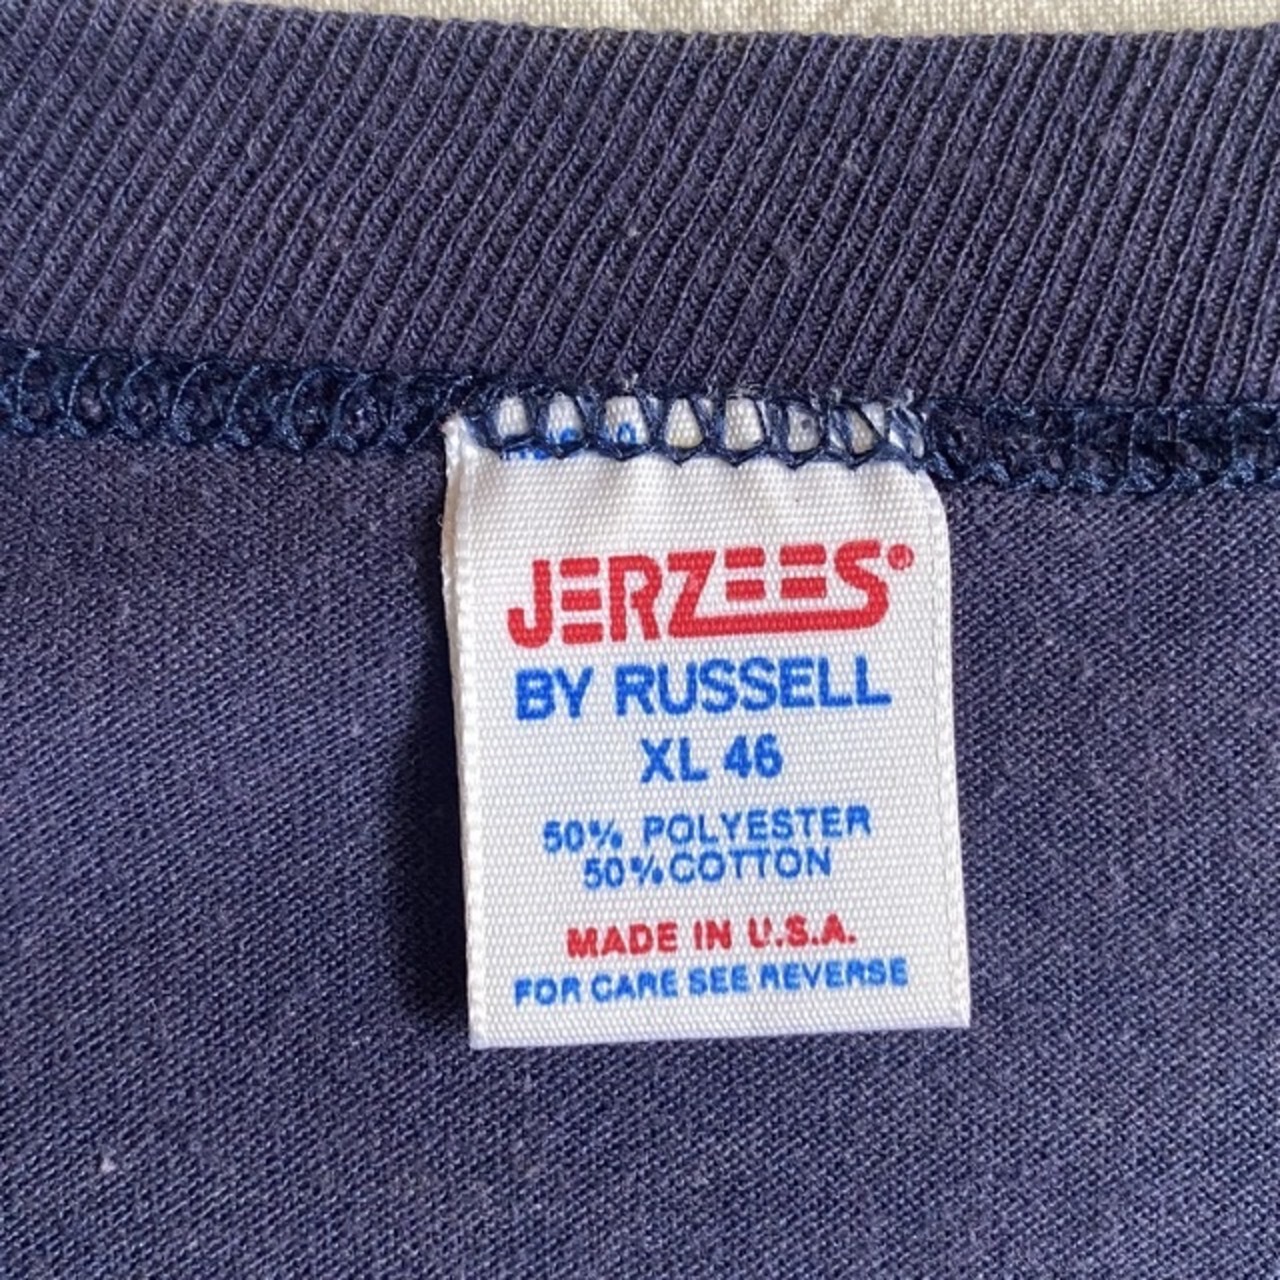 JERZEES®
BY RUSSELL
XL 46
50% POLYESTER
50% COTTON
MADE IN U.S.A.
FOR CARE SEE REVERSE